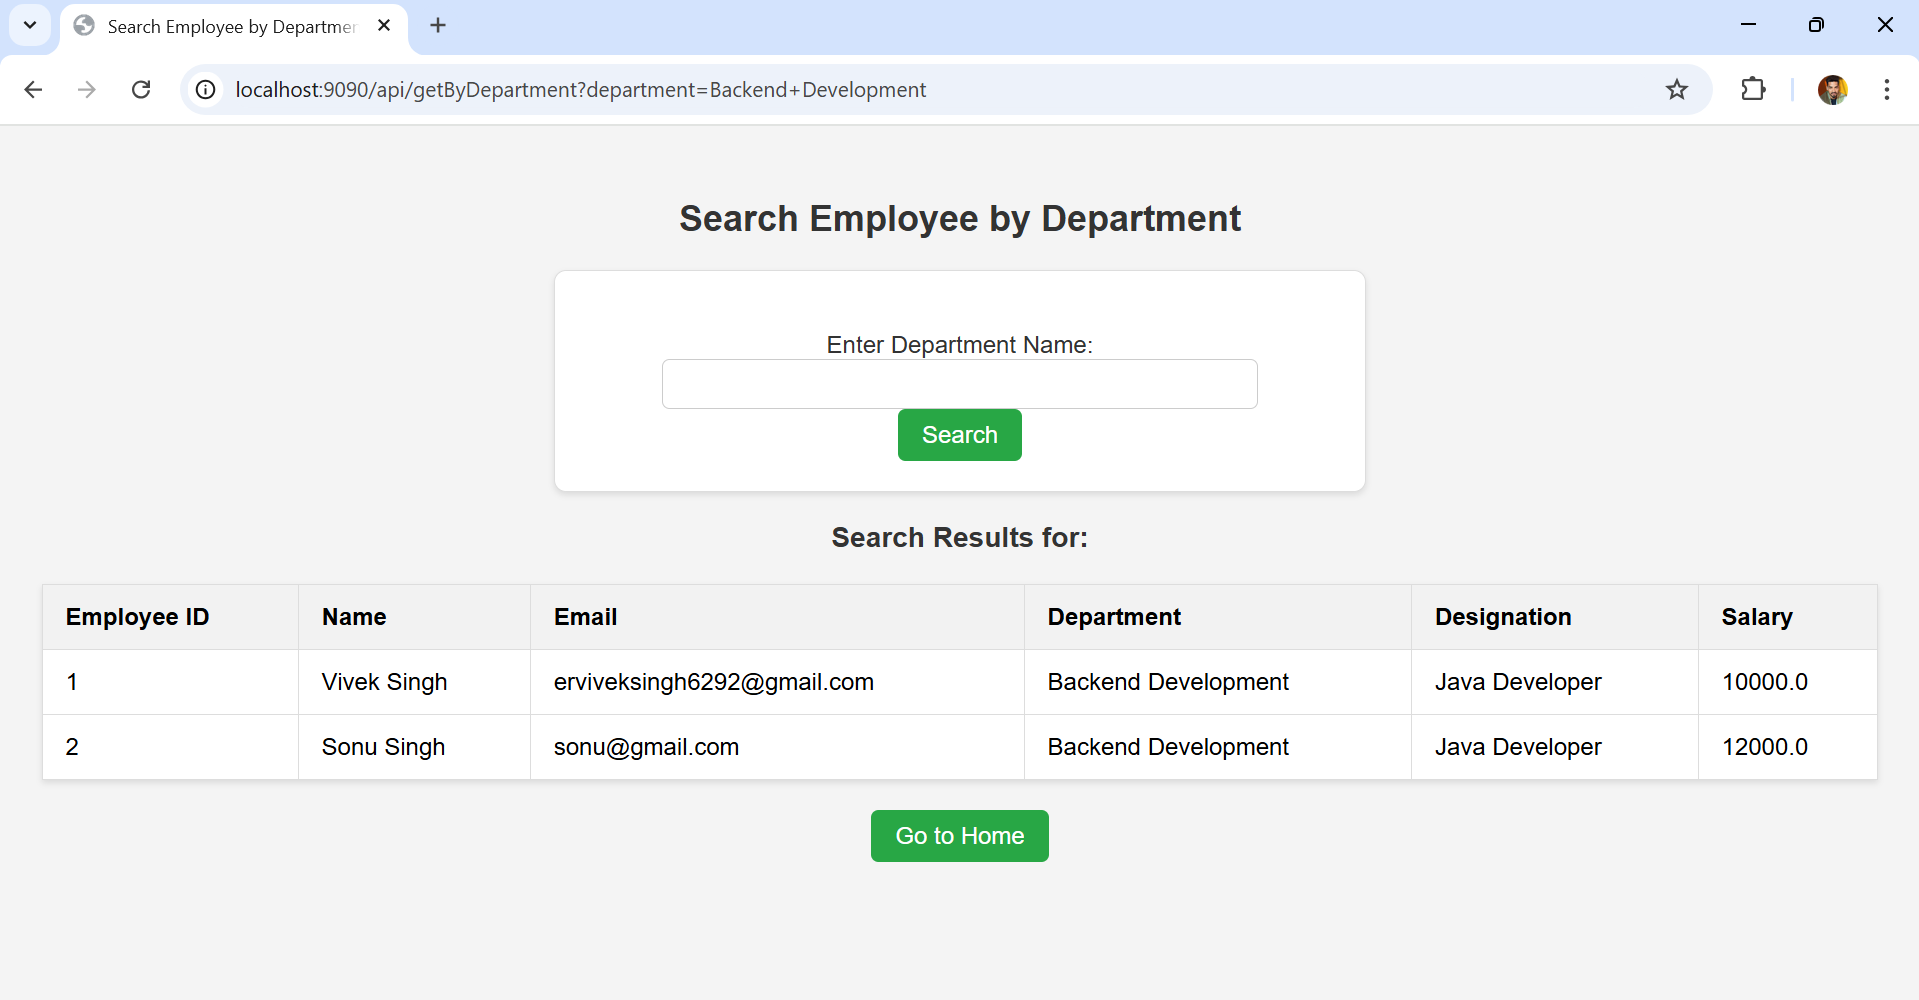 Search Employee by Departmen
localhost:9090/api/getByDepartment?department=Backend+Development
Search Employee by Department
Enter Department Name:
Search
Search Results for:
Employee ID Name Email Department Designation Salary
1 Vivek Singh erviveksingh6292@gmail.com Backend Development Java Developer 10000.0
2 Sonu Singh sonu@gmail.com Backend Development Java Developer 12000.0
Go to Home